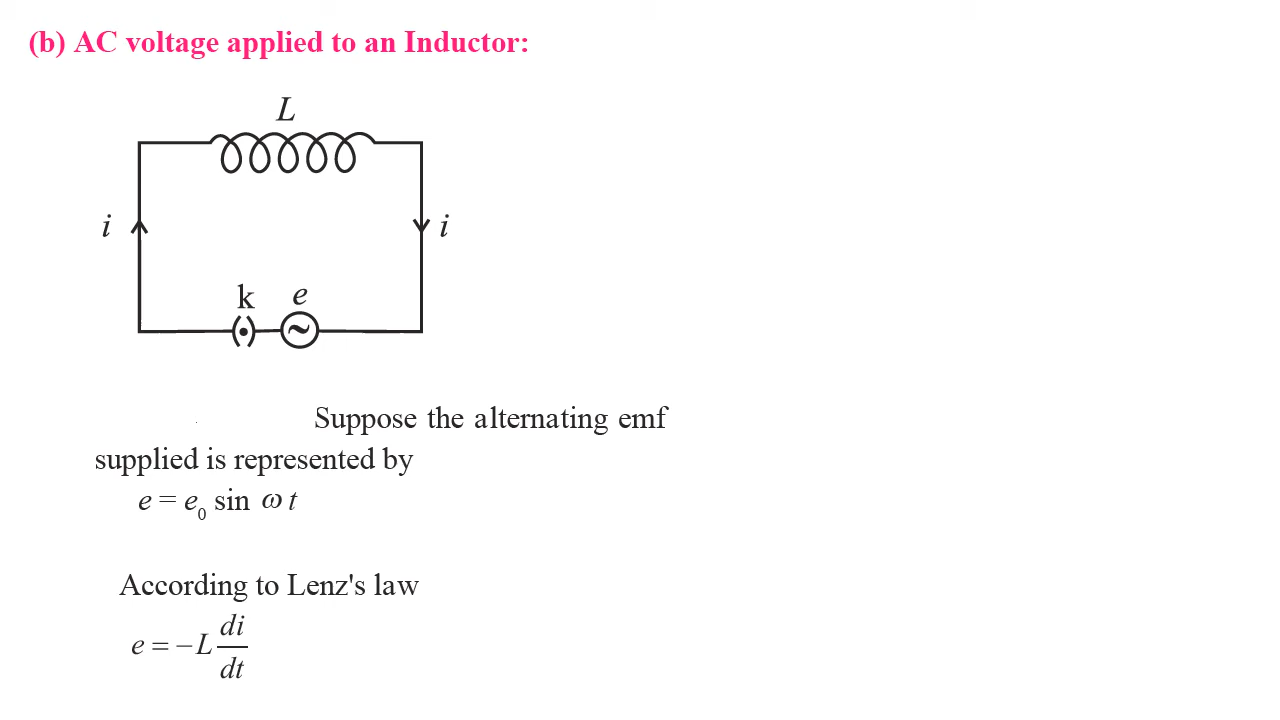 (b) AC voltage applied to an Inductor:
L
i
i
k e
Suppose the alternating emf
supplied is represented by
e = e₀ sin ω t
According to Lenz's law
e = −L di/dt